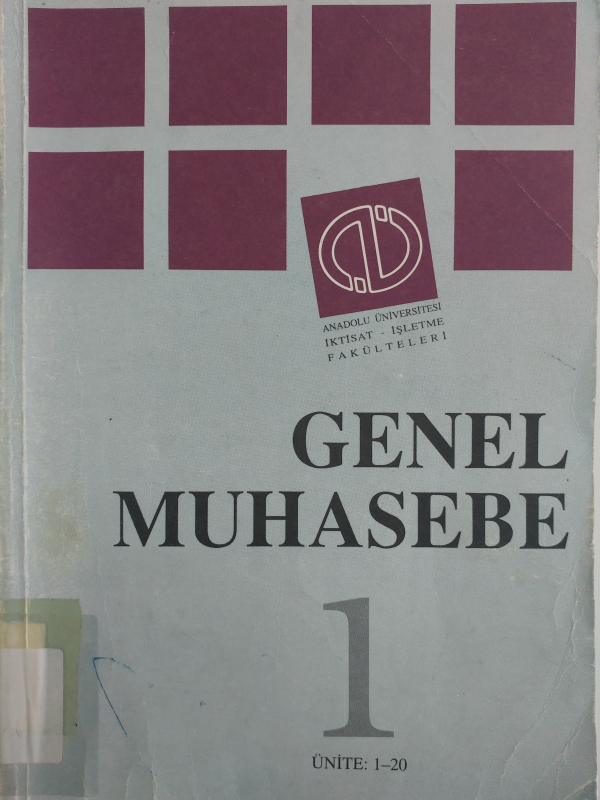 ANADOLU ÜNİVERSİTESİ
İKTİSAT - İŞLETME
FAKÜLTELERİ
GENEL
MUHASEBE
1
ÜNİTE: 1–20